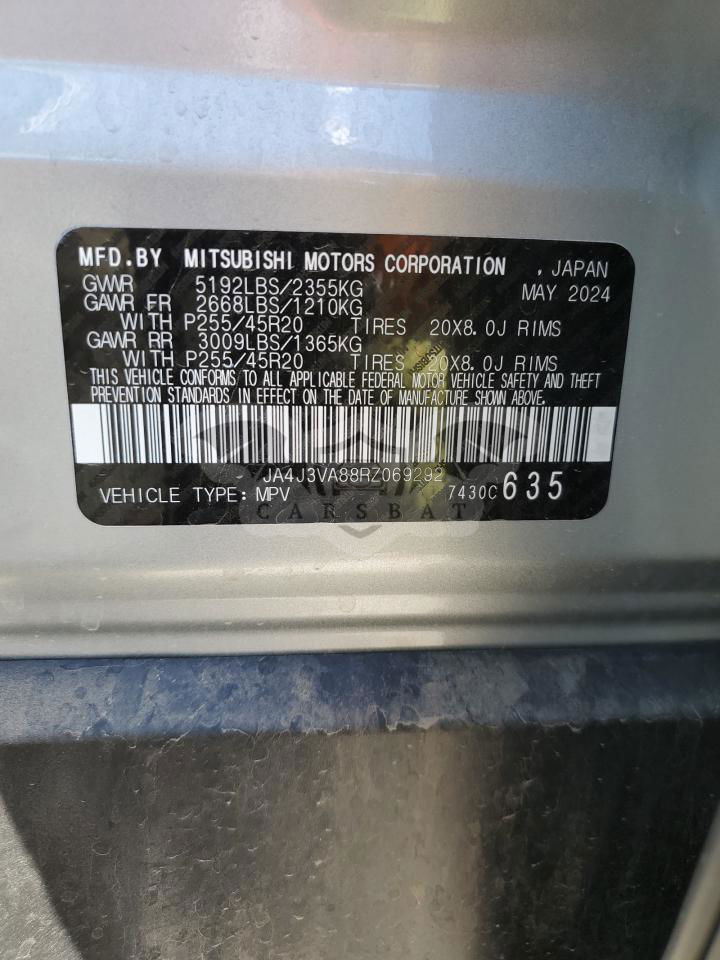 MFD.BY MITSUBISHI MOTORS CORPORATION , JAPAN
GVWR 5192LBS/2355KG MAY 2024
GAWR FR 2668LBS/1210KG
WITH P255/45R20 TIRES 20X8.0J RIMS
GAWR RR 3009LBS/1365KG
WITH P255/45R20 TIRES 20X8.0J RIMS
THIS VEHICLE CONFORMS TO ALL APPLICABLE FEDERAL MOTOR VEHICLE SAFETY AND THEFT
PREVENTION STANDARDS IN EFFECT ON THE DATE OF MANUFACTURE SHOWN ABOVE.
JA4J3VA88RZ069292
VEHICLE TYPE: MPV 7430C 635
CARSBAT